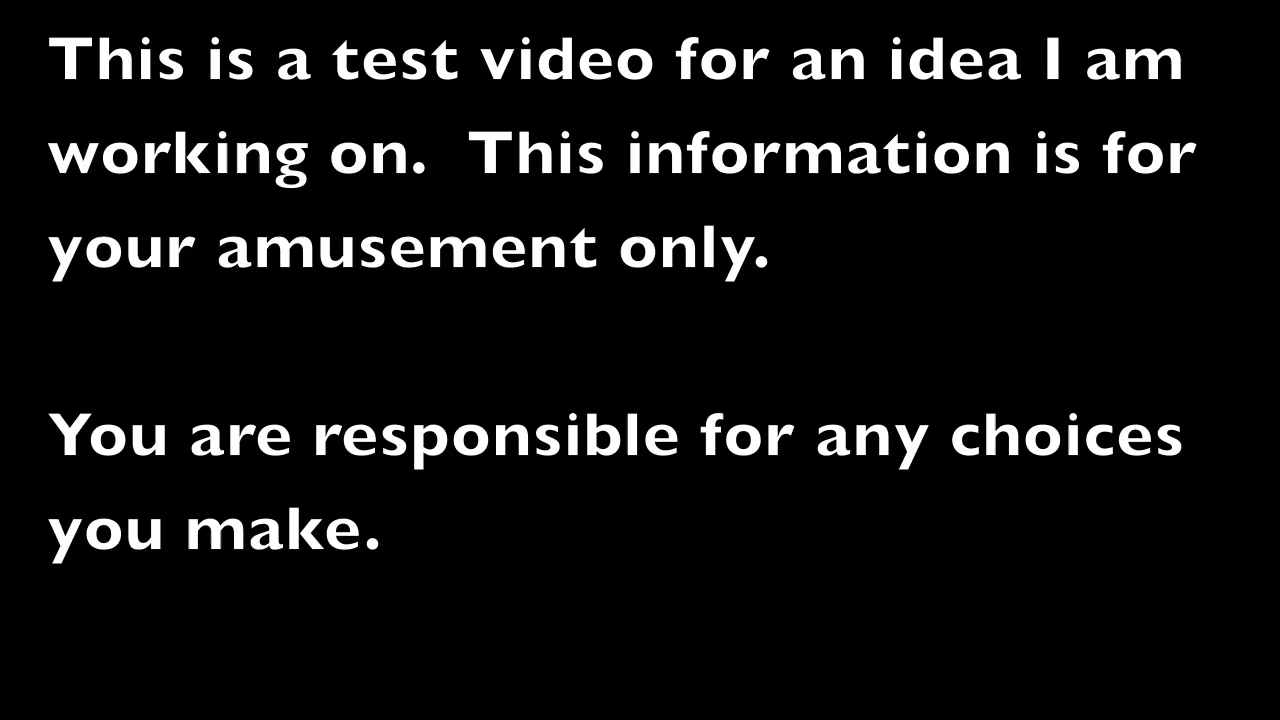 This is a test video for an idea I am
working on.  This information is for
your amusement only.
You are responsible for any choices
you make.